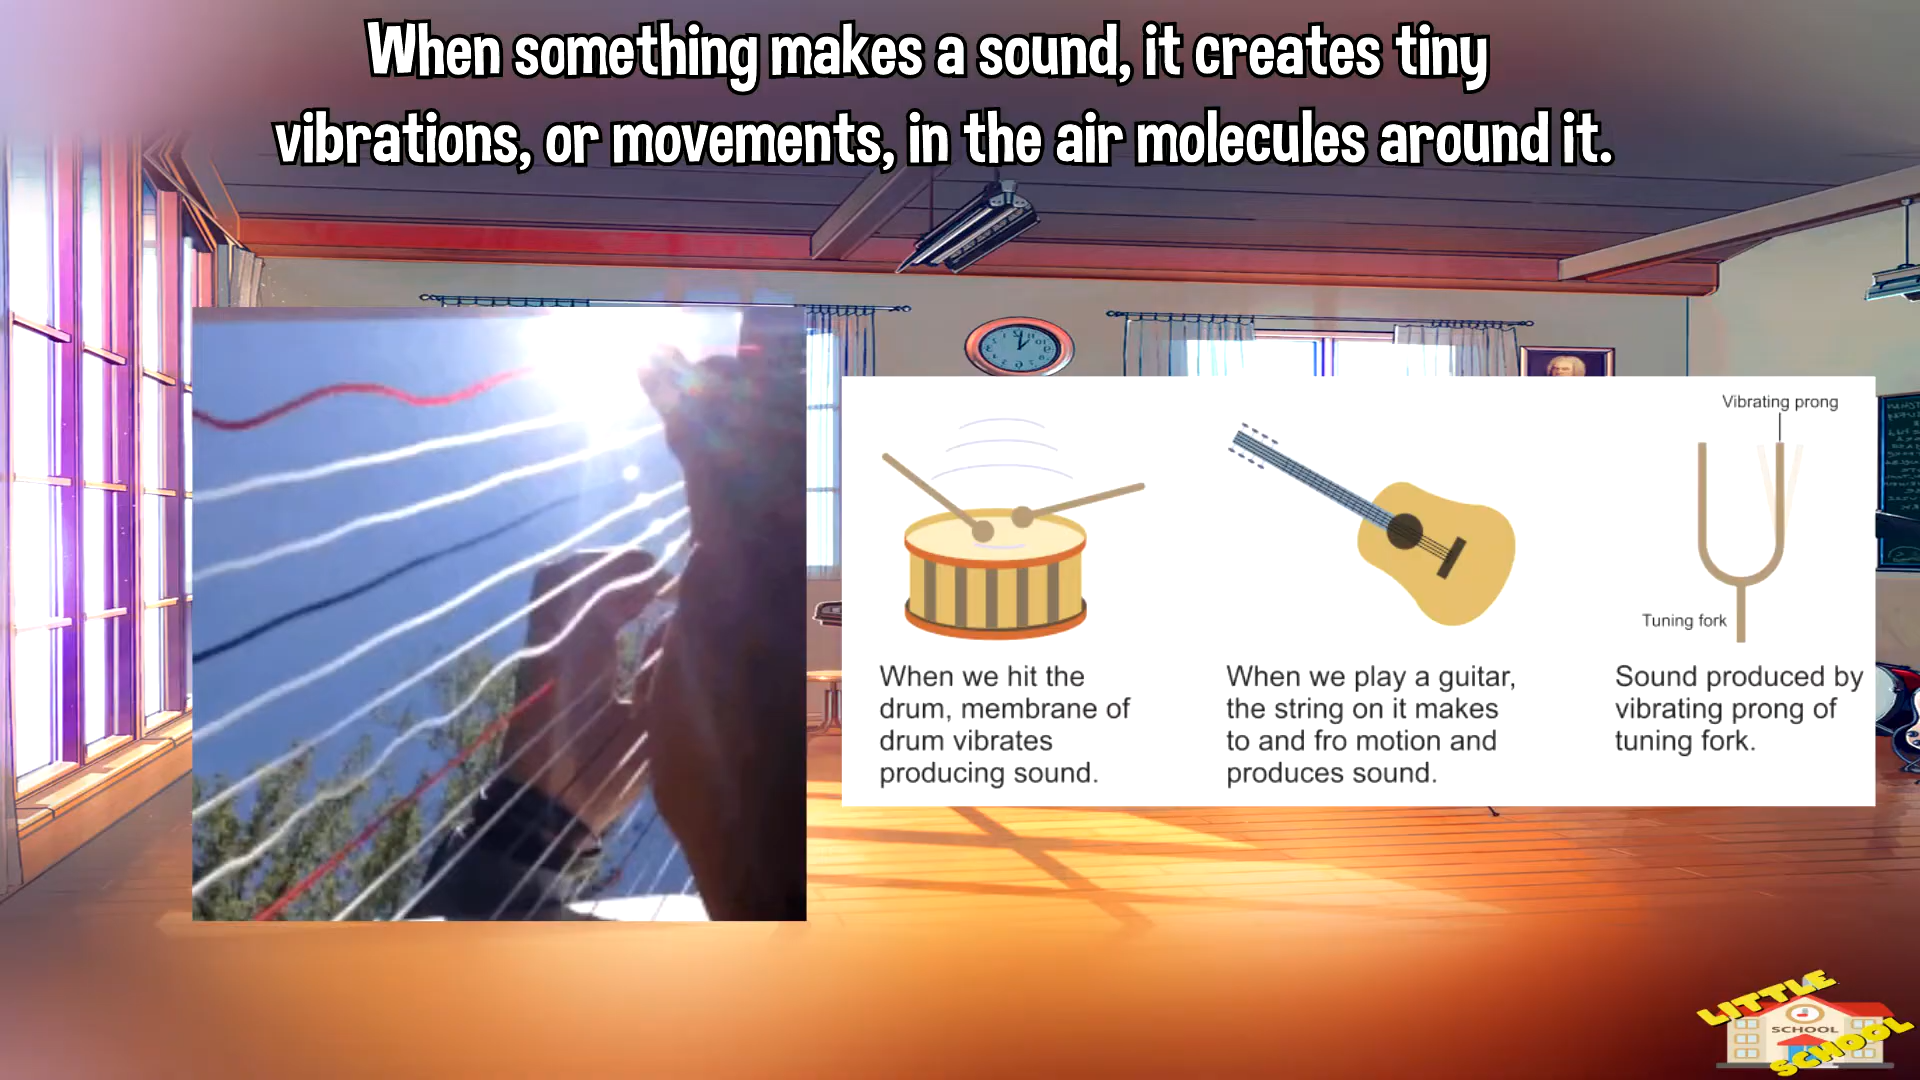 When something makes a sound, it creates tiny
vibrations, or movements, in the air molecules around it.
Vibrating prong
Tuning fork
When we hit the
drum, membrane of
drum vibrates
producing sound.
When we play a guitar,
the string on it makes
to and fro motion and
produces sound.
Sound produced by
vibrating prong of
tuning fork.
LITTLE
SCHOOL
SCHOOL